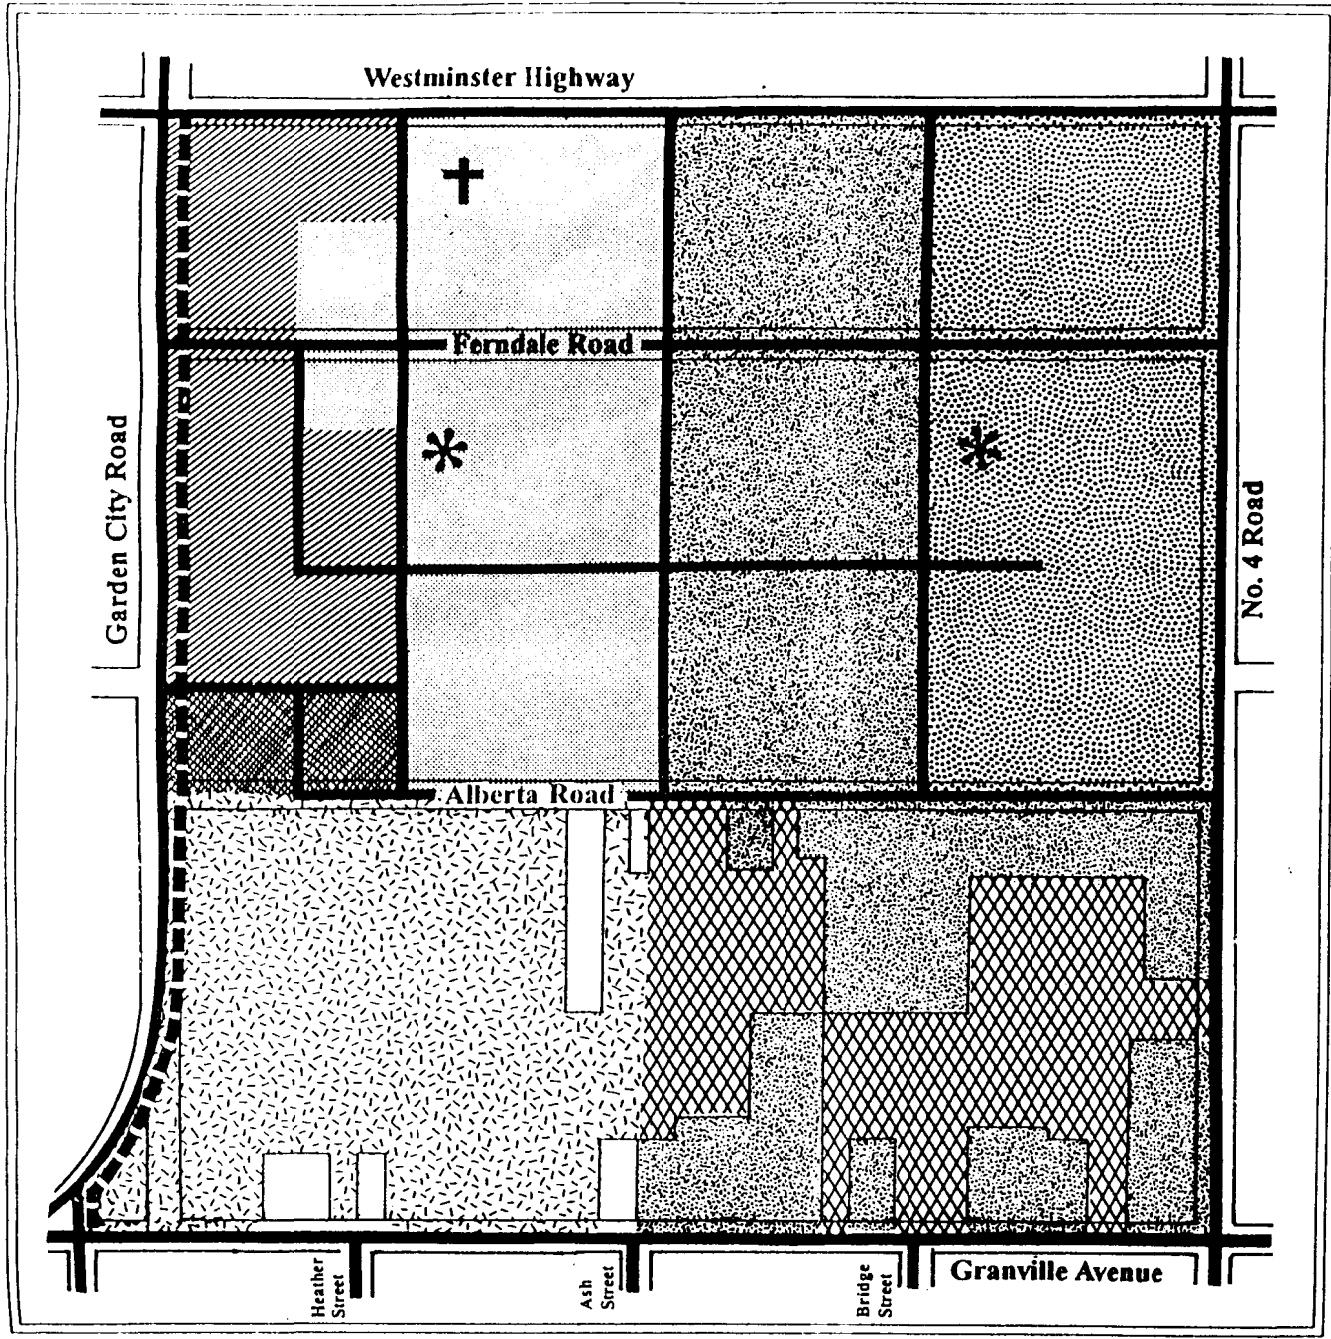 Westminster Highway
Ferndale Road
Garden City Road
No. 4 Road
Alberta Road
Heather
Street
Ash
Street
Bridge
Street
Granville Avenue